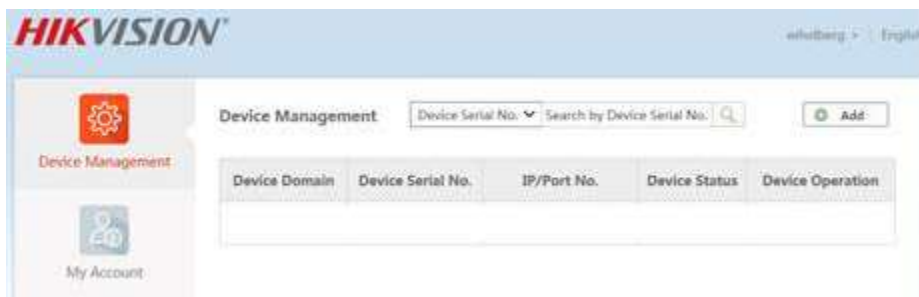 HIKVISION®
English
Device Management
Device Serial No. Search by Device Serial No.
Add
Device Management
Device Domain Device Serial No. IP/Port No. Device Status Device Operation
My Account